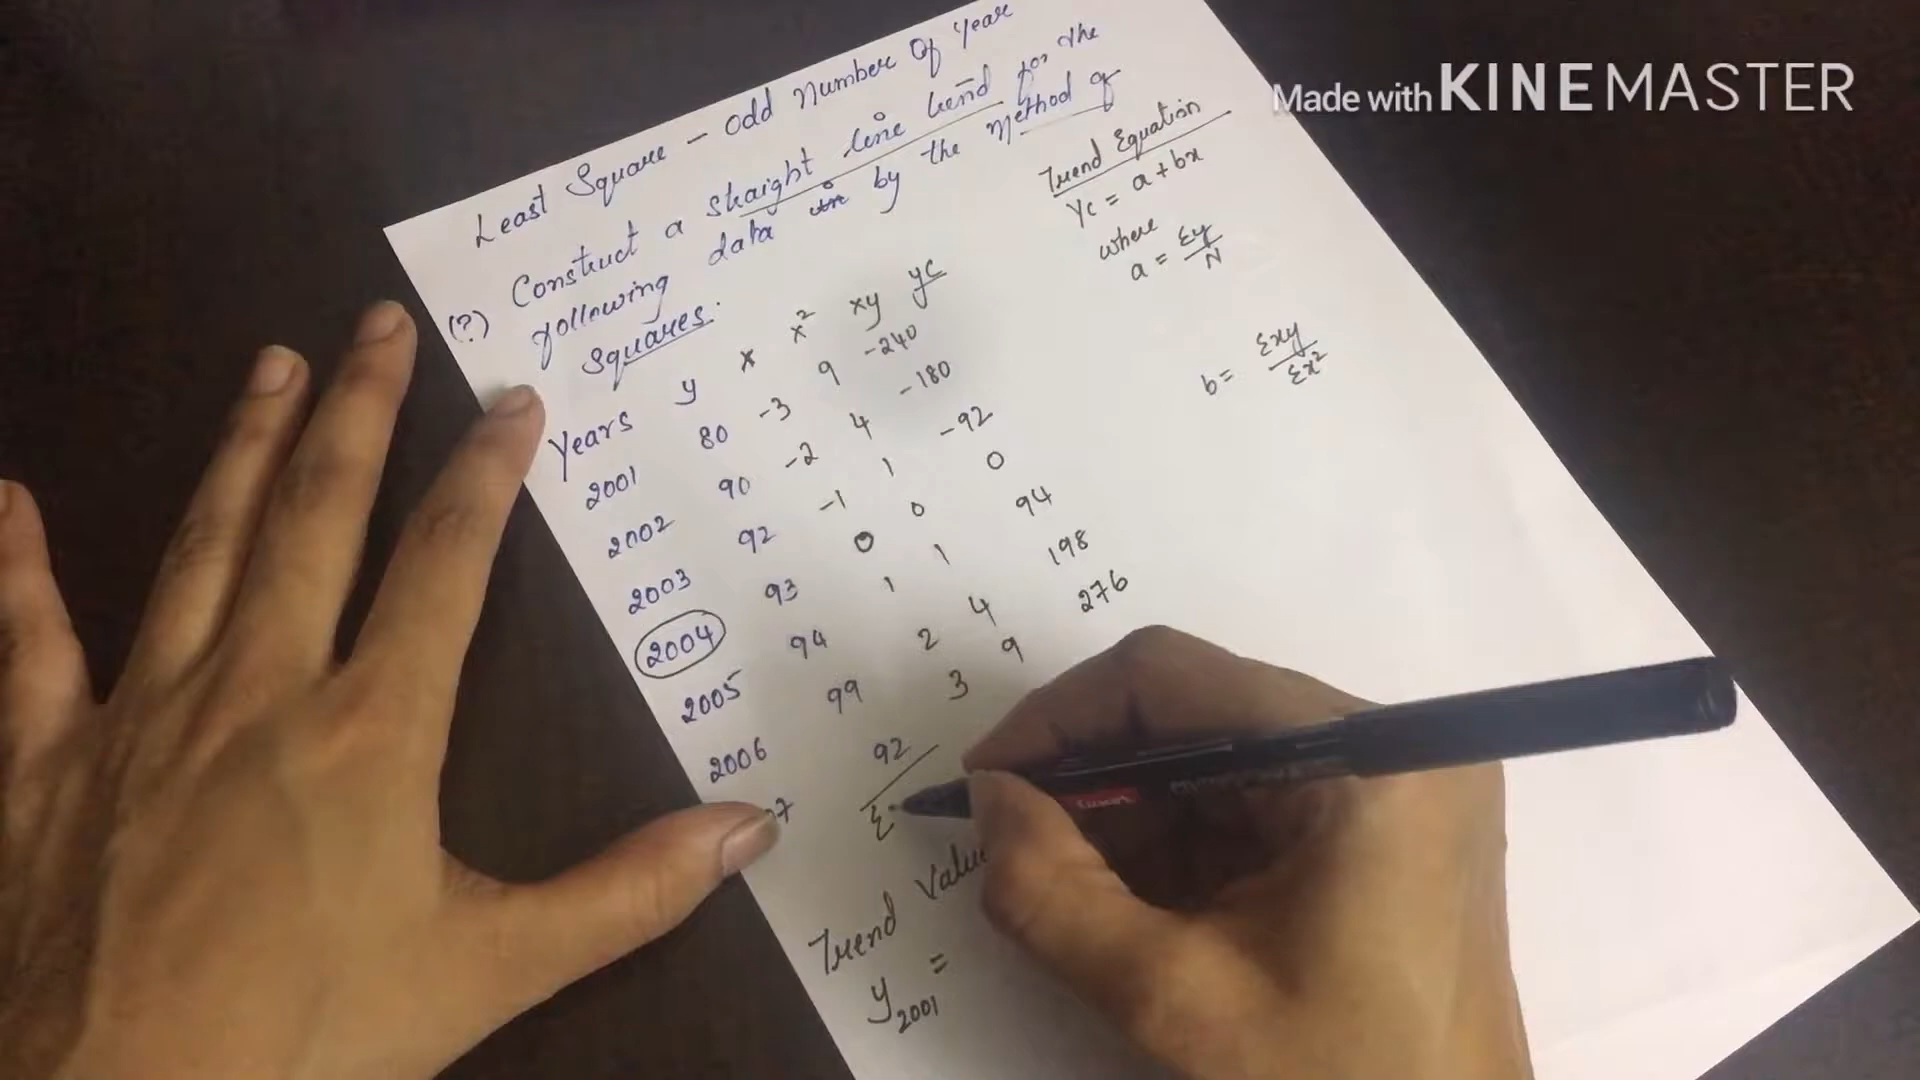 Made with KINEMASTER
Least Square - odd Number Of Year
(?) Construct a straight line trend for the
following data by the Method of
Squares.
Trend Equation
Yc = a + bx
where
a = Σy/N
b = Σxy/Σx²
Years y x x² xy yc
2001 80 -3 9 -240
2002 90 -2 4 -180
2003 92 -1 1 -92
2004 93 0 0 0
2005 94 1 1 94
2006 99 2 4 198
7 92 3 9 276
Σ
Trend Value
y2001 =
Luxor